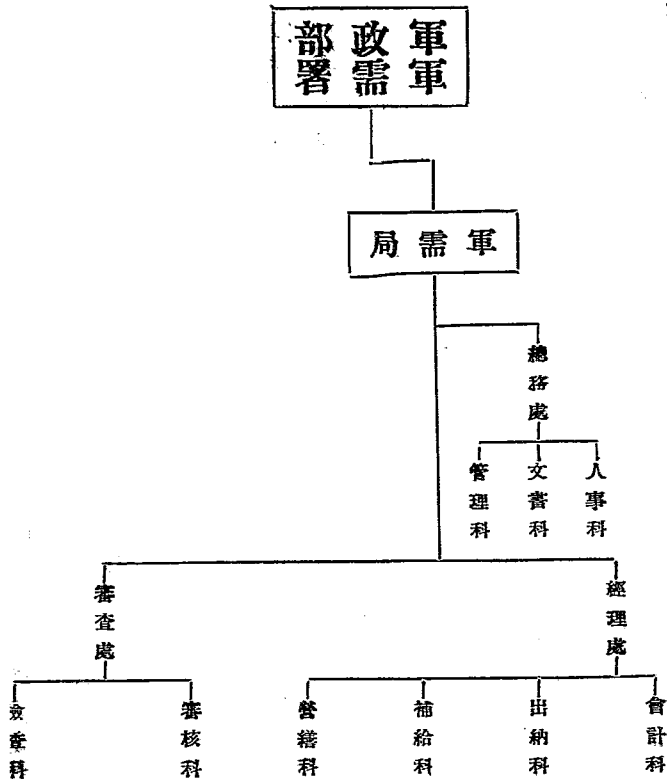 軍政部
軍需署
軍需局
總務處
人事科
文書科
管理科
經理處
審查處
會計科
出納科
補給科
營繕科
審核科